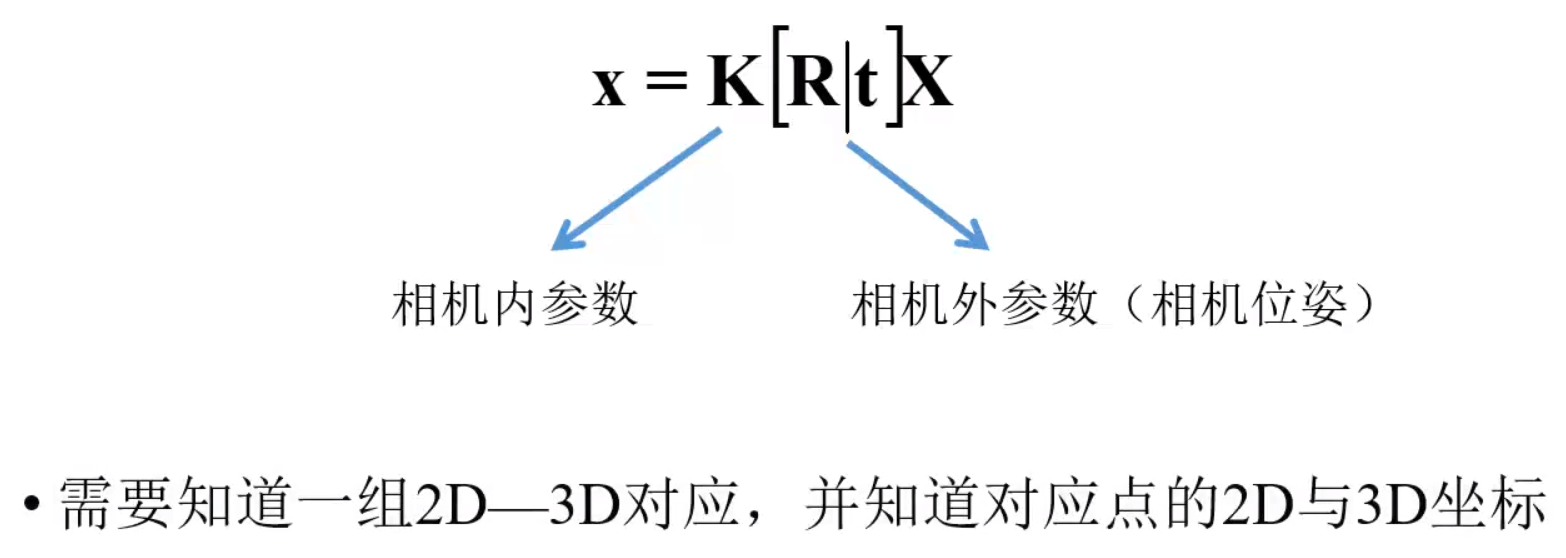 x = K[R|t]X
相机内参数 相机外参数（相机位姿）
• 需要知道一组2D—3D对应，并知道对应点的2D与3D坐标